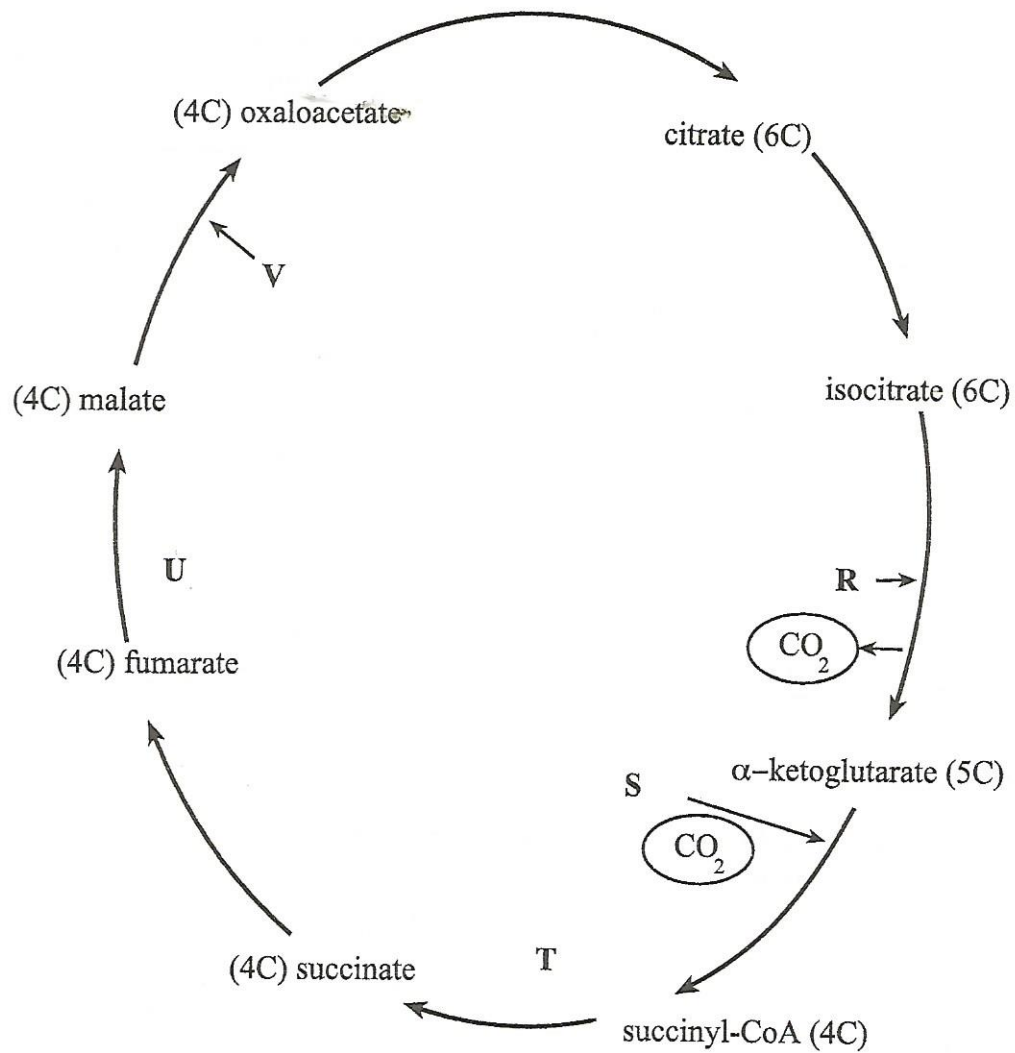 (4C) oxaloacetate
citrate (6C)
V
(4C) malate
isocitrate (6C)
U
R
CO2
(4C) fumarate
α–ketoglutarate (5C)
S
CO2
(4C) succinate
T
succinyl-CoA (4C)